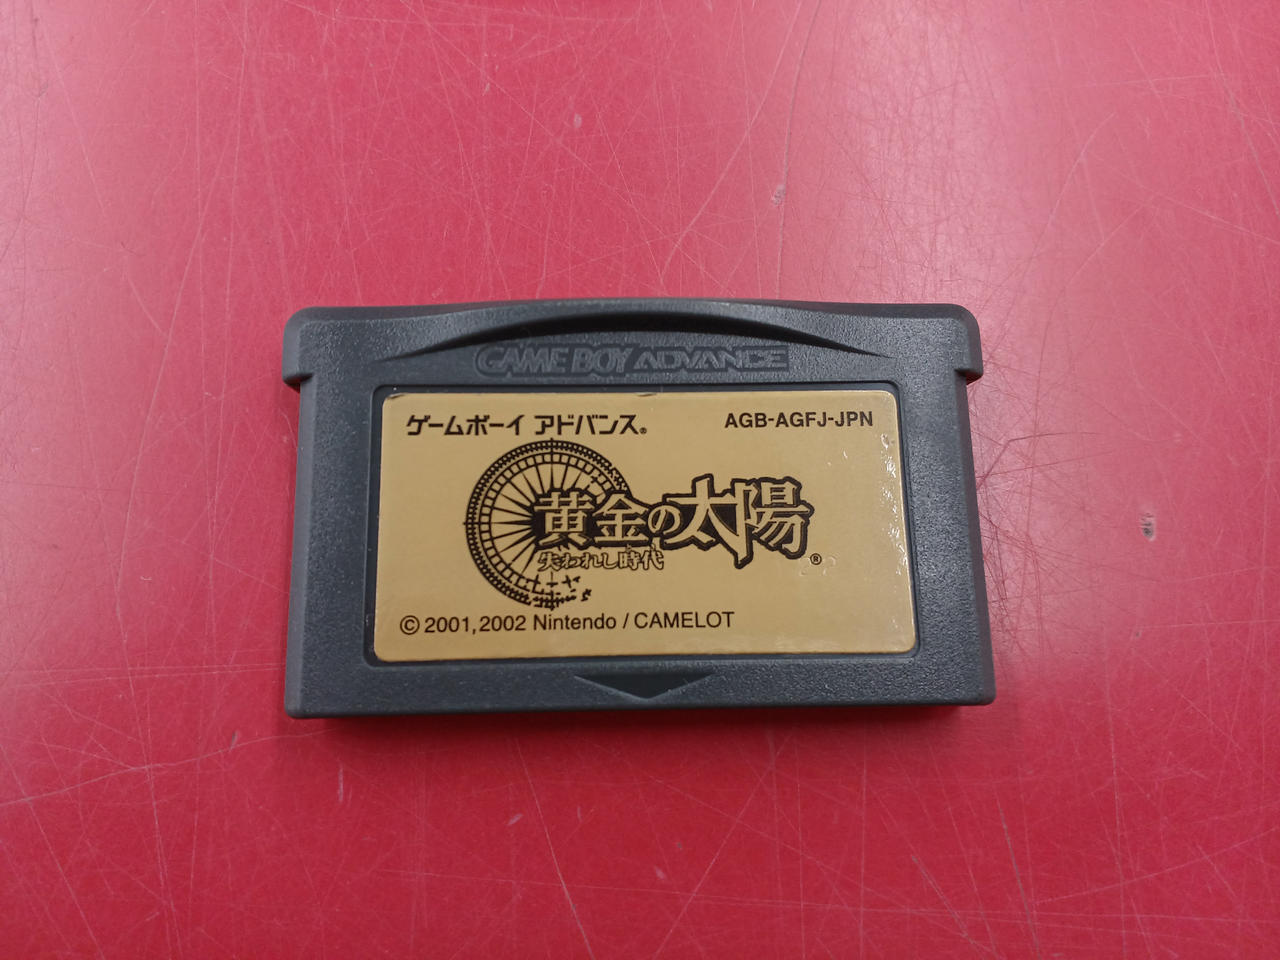 GAME BOY ADVANCE
ゲームボーイ アドバンス® AGB-AGFJ-JPN
黄金の太陽®
失われし時代
© 2001,2002 Nintendo / CAMELOT